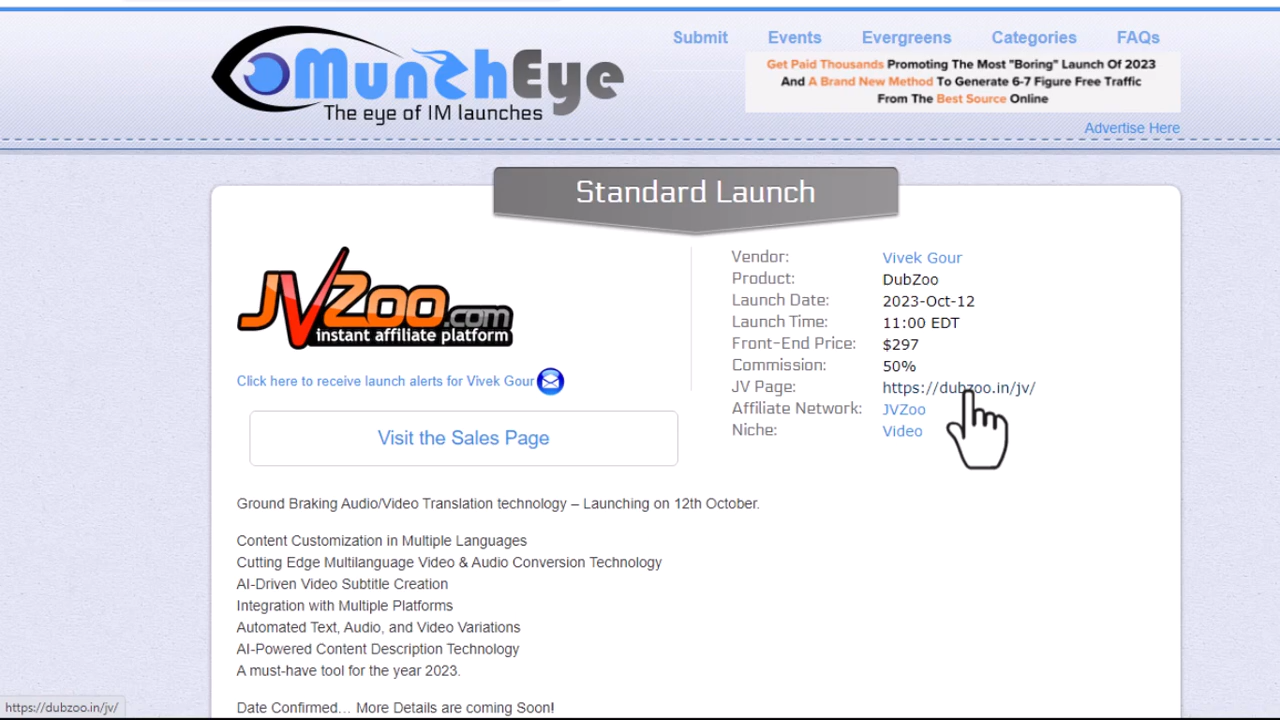 Submit Events Evergreens Categories FAQs
MunchEye
The eye of IM launches
Get Paid Thousands Promoting The Most "Boring" Launch Of 2023
And A Brand New Method To Generate 6-7 Figure Free Traffic
From The Best Source Online
Advertise Here
Standard Launch
JVZoo.com
instant affiliate platform
Click here to receive launch alerts for Vivek Gour
Visit the Sales Page
Vendor: Vivek Gour
Product: DubZoo
Launch Date: 2023-Oct-12
Launch Time: 11:00 EDT
Front-End Price: $297
Commission: 50%
JV Page: https://dubzoo.in/jv/
Affiliate Network: JVZoo
Niche: Video
Ground Braking Audio/Video Translation technology – Launching on 12th October.
Content Customization in Multiple Languages
Cutting Edge Multilanguage Video & Audio Conversion Technology
AI-Driven Video Subtitle Creation
Integration with Multiple Platforms
Automated Text, Audio, and Video Variations
AI-Powered Content Description Technology
A must-have tool for the year 2023.
Date Confirmed… More Details are coming Soon!
https://dubzoo.in/jv/